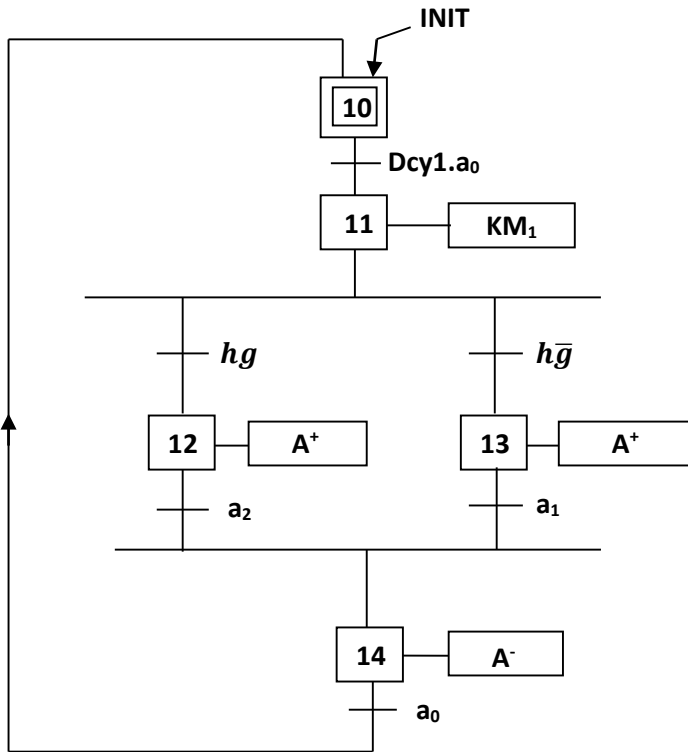 INIT
10
Dcy1.a₀
11 KM₁
hg hg̅
12 A⁺ 13 A⁺
a₂ a₁
14 A⁻
a₀